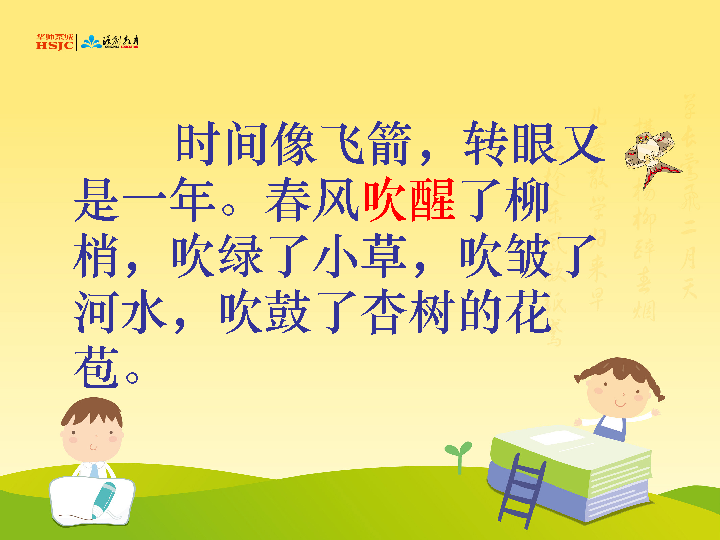 华师京城
HSJC
时间像飞箭，转眼又
是一年。春风吹醒了柳
梢，吹绿了小草，吹皱了
河水，吹鼓了杏树的花
苞。